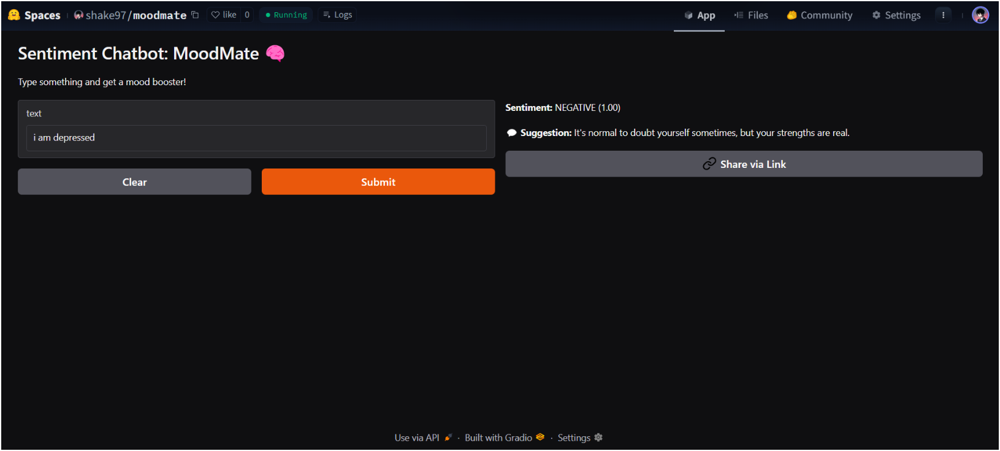 Spaces shake97/moodmate like 0 Running Logs App Files Community Settings
Sentiment Chatbot: MoodMate
Type something and get a mood booster!
text
i am depressed
Clear Submit
Sentiment: NEGATIVE (1.00)
Suggestion: It's normal to doubt yourself sometimes, but your strengths are real.
Share via Link
Use via API · Built with Gradio · Settings